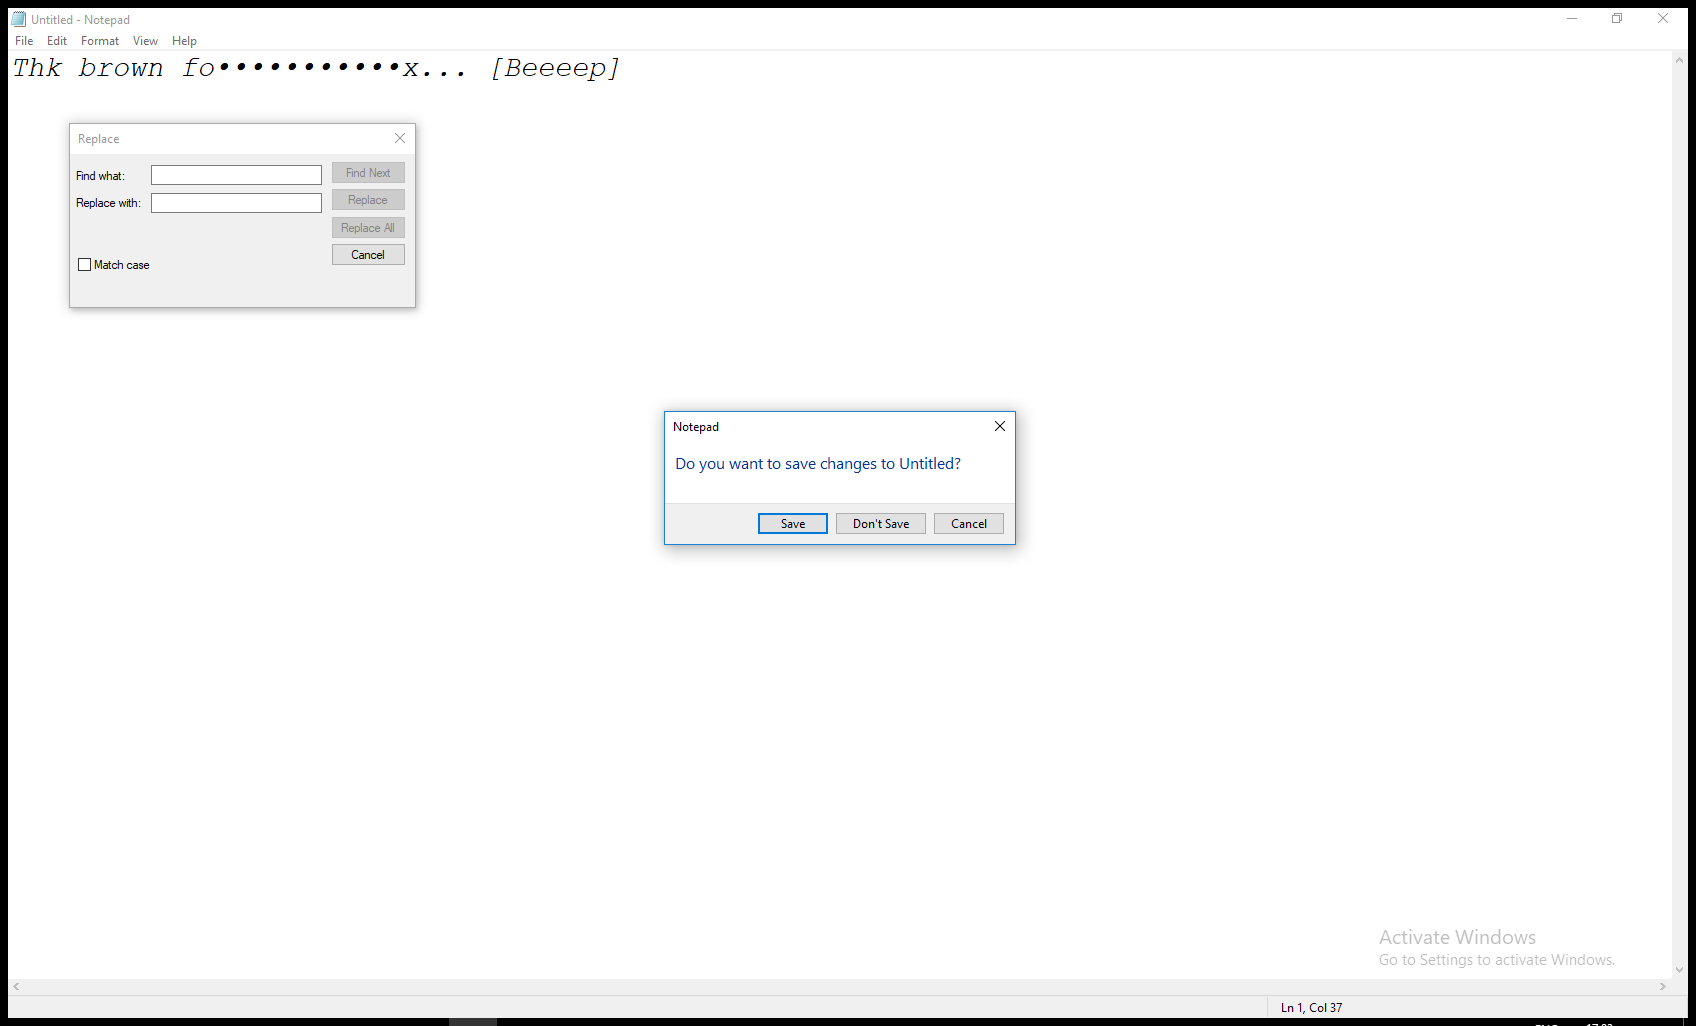 Untitled - Notepad
File Edit Format View Help
Thk brown fo•••••••••••x... [Beeeep]
Replace
Find what:
Find Next
Replace with:
Replace
Replace All
Cancel
Match case
Notepad
Do you want to save changes to Untitled?
Save Don't Save Cancel
Activate Windows
Go to Settings to activate Windows.
Ln 1, Col 37